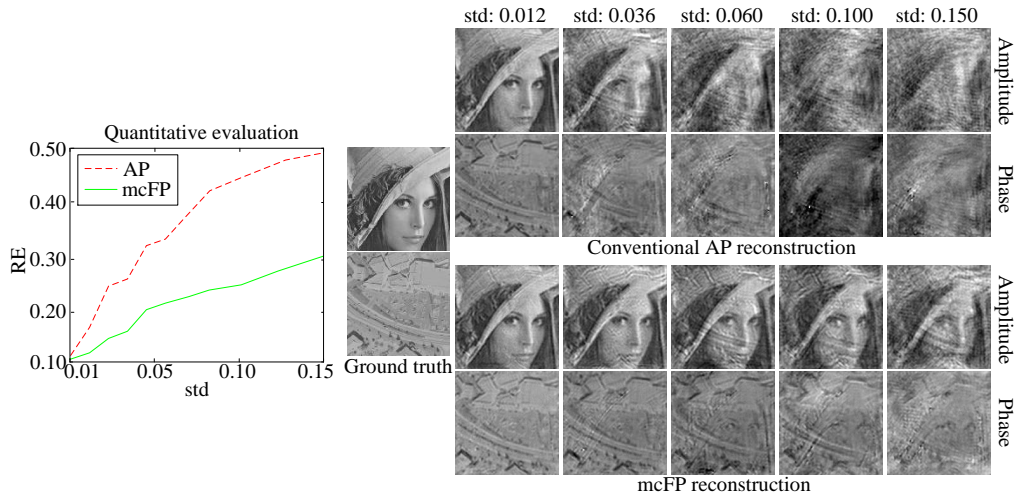 std: 0.012 std: 0.036 std: 0.060 std: 0.100 std: 0.150
Amplitude
Phase
Conventional AP reconstruction
Quantitative evaluation
AP
mcFP
RE
0.50
0.40
0.30
0.20
0.10
0.01 0.05 0.10 0.15
std
Ground truth
Amplitude
Phase
mcFP reconstruction